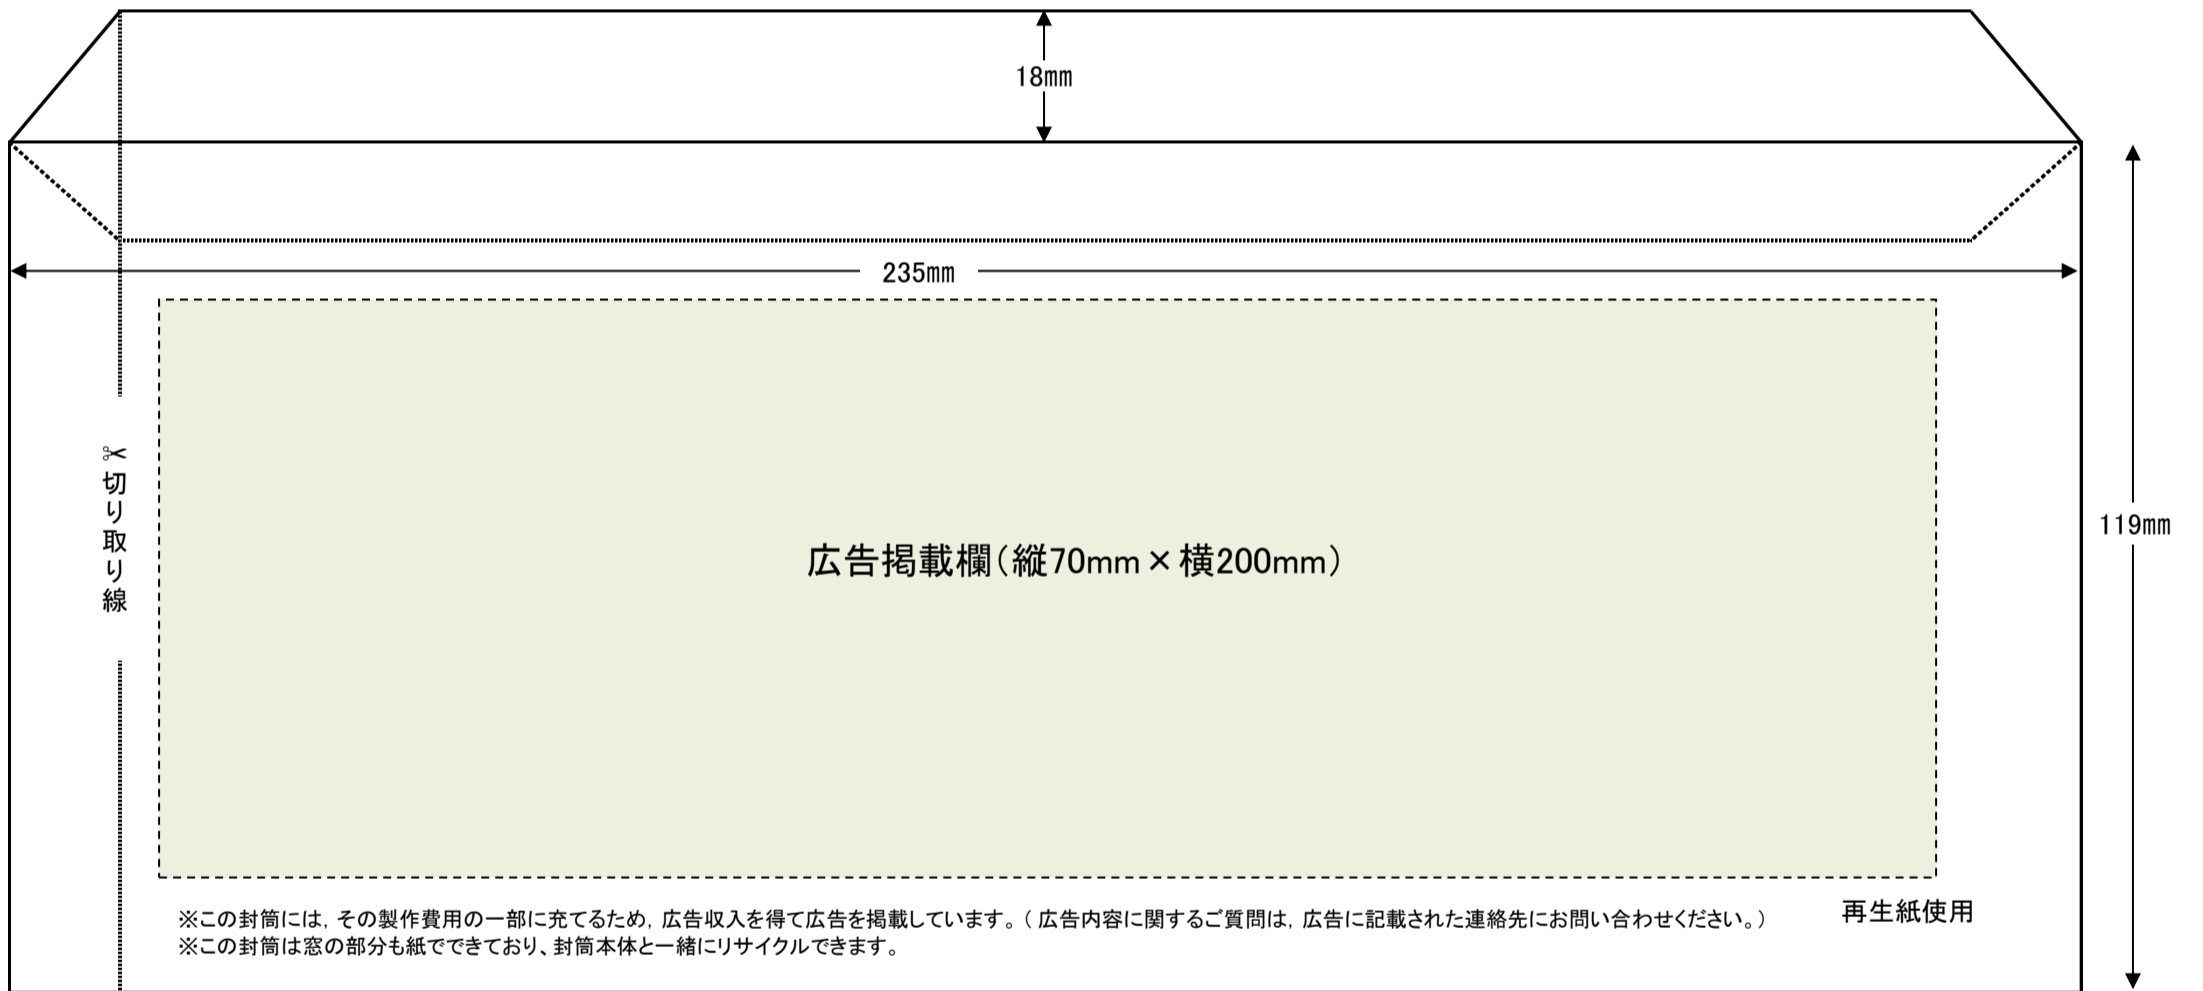 18mm
235mm
✂切り取り線
広告掲載欄（縦70mm×横200mm）
119mm
※この封筒には，その製作費用の一部に充てるため，広告収入を得て広告を掲載しています。（広告内容に関するご質問は，広告に記載された連絡先にお問い合わせください。）
再生紙使用
※この封筒は窓の部分も紙でできており、封筒本体と一緒にリサイクルできます。